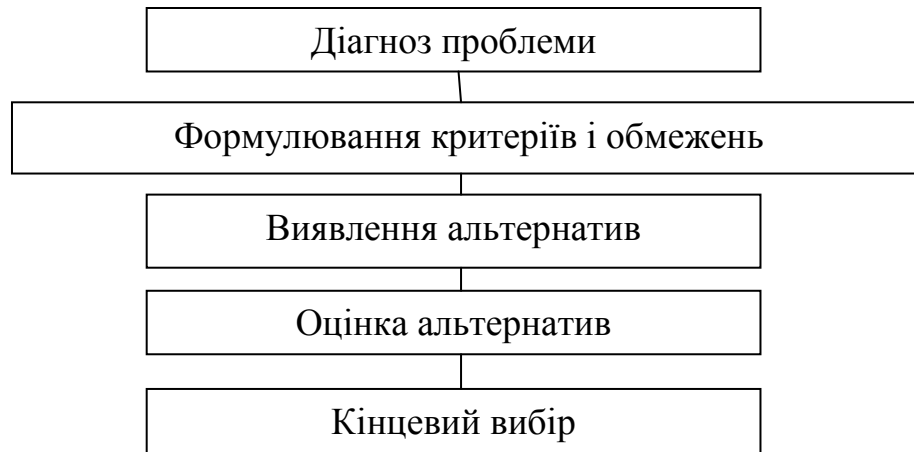 Діагноз проблеми
Формулювання критеріїв і обмежень
Виявлення альтернатив
Оцінка альтернатив
Кінцевий вибір